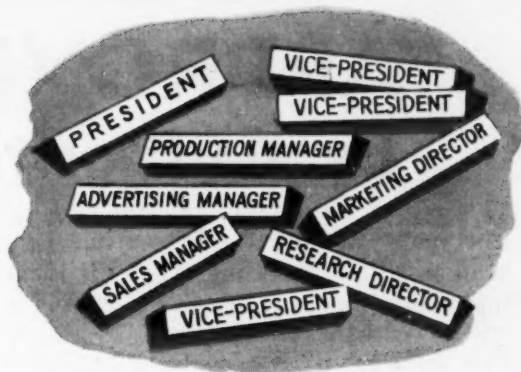 PRESIDENT
VICE-PRESIDENT
VICE-PRESIDENT
PRODUCTION MANAGER
MARKETING DIRECTOR
ADVERTISING MANAGER
SALES MANAGER
RESEARCH DIRECTOR
VICE-PRESIDENT